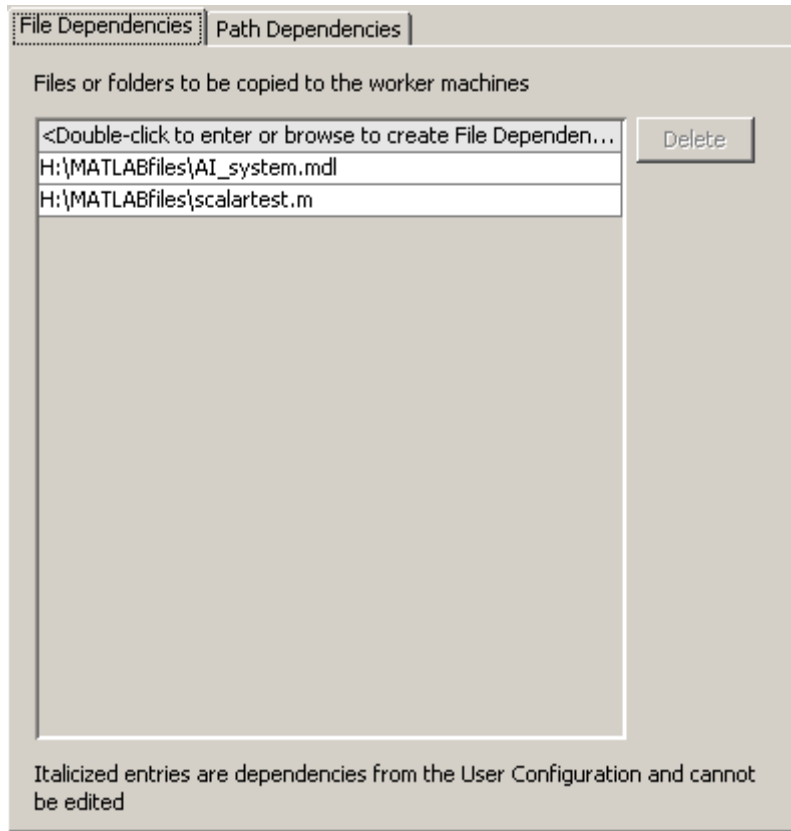 File Dependencies Path Dependencies
Files or folders to be copied to the worker machines
<Double-click to enter or browse to create File Dependen...
Delete
H:\MATLABfiles\AI_system.mdl
H:\MATLABfiles\scalartest.m
Italicized entries are dependencies from the User Configuration and cannot
be edited